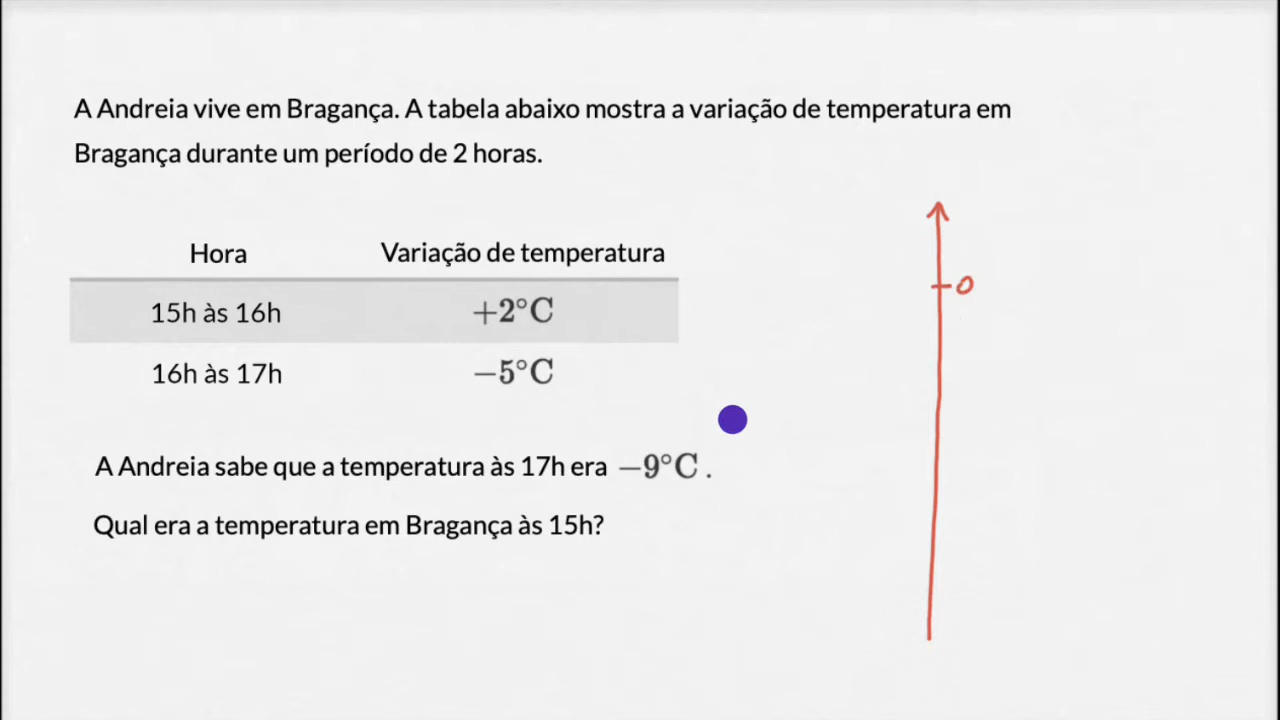 A Andreia vive em Bragança. A tabela abaixo mostra a variação de temperatura em
Bragança durante um período de 2 horas.
Hora Variação de temperatura
15h às 16h +2°C
16h às 17h −5°C
A Andreia sabe que a temperatura às 17h era −9°C.
Qual era a temperatura em Bragança às 15h?
0